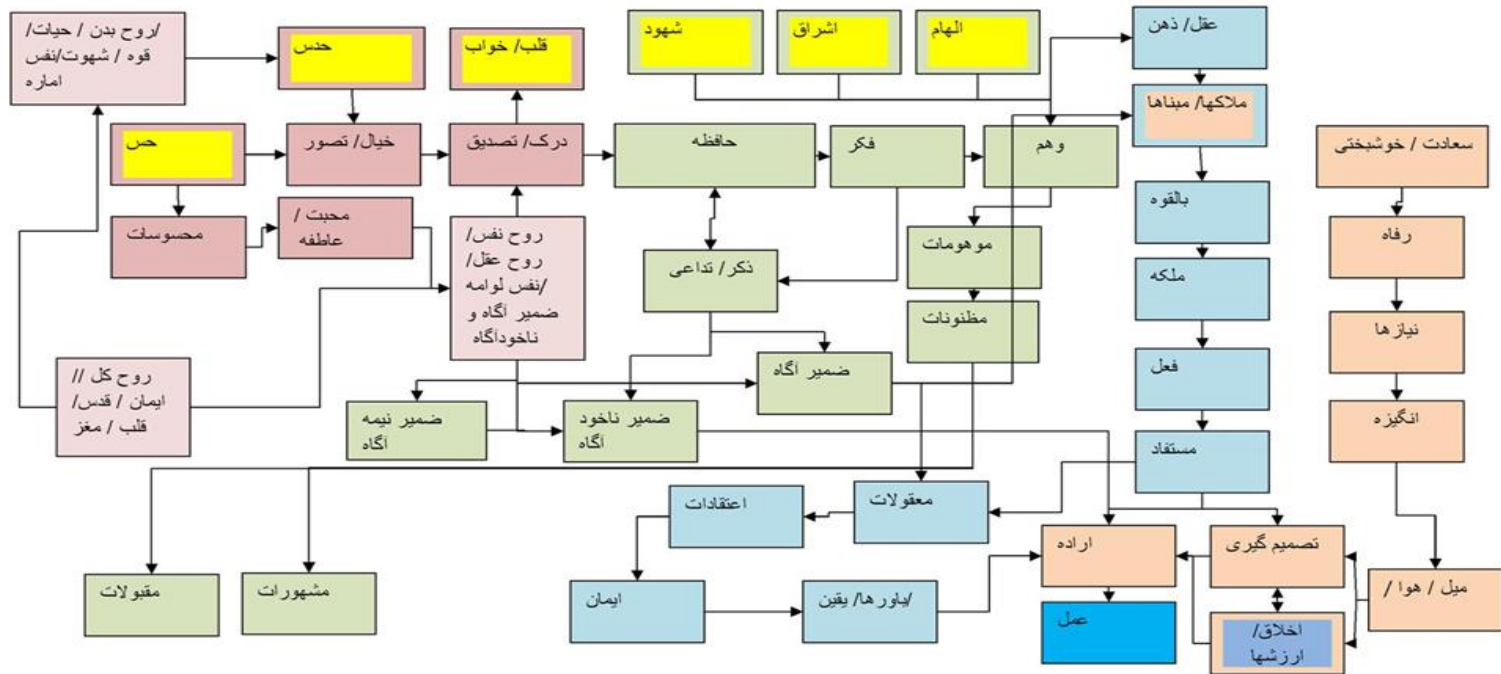 /روح بدن / حیات/
قوه / شهوت/نفس
اماره
حدس
قلب/ خواب
شهود
اشراق
الهام
عقل/ ذهن
ملاکها/ مبناها
حس
خیال/ تصور
درک/ تصدیق
حافظه
فکر
وهم
سعادت / خوشبختی
بالقوه
محسوسات
محبت /
عاطفه
روح نفس/
روح عقل/
/نفس لوامه
ضمیر آگاه و
ناخودآگاه
ذکر/ تداعی
موهومات
رفاه
ملکه
مظنونات
نیازها
روح کل //
ایمان / قدس/
قلب / مغز
ضمیر آگاه
فعل
ضمیر نیمه
آگاه
ضمیر ناخود
آگاه
انگیزه
مستفاد
معقولات
اعتقادات
اراده
تصمیم گیری
مقبولات
مشهورات
ایمان
/باورها/ یقین
میل / هوا /
عمل
اخلاق/
ارزشها